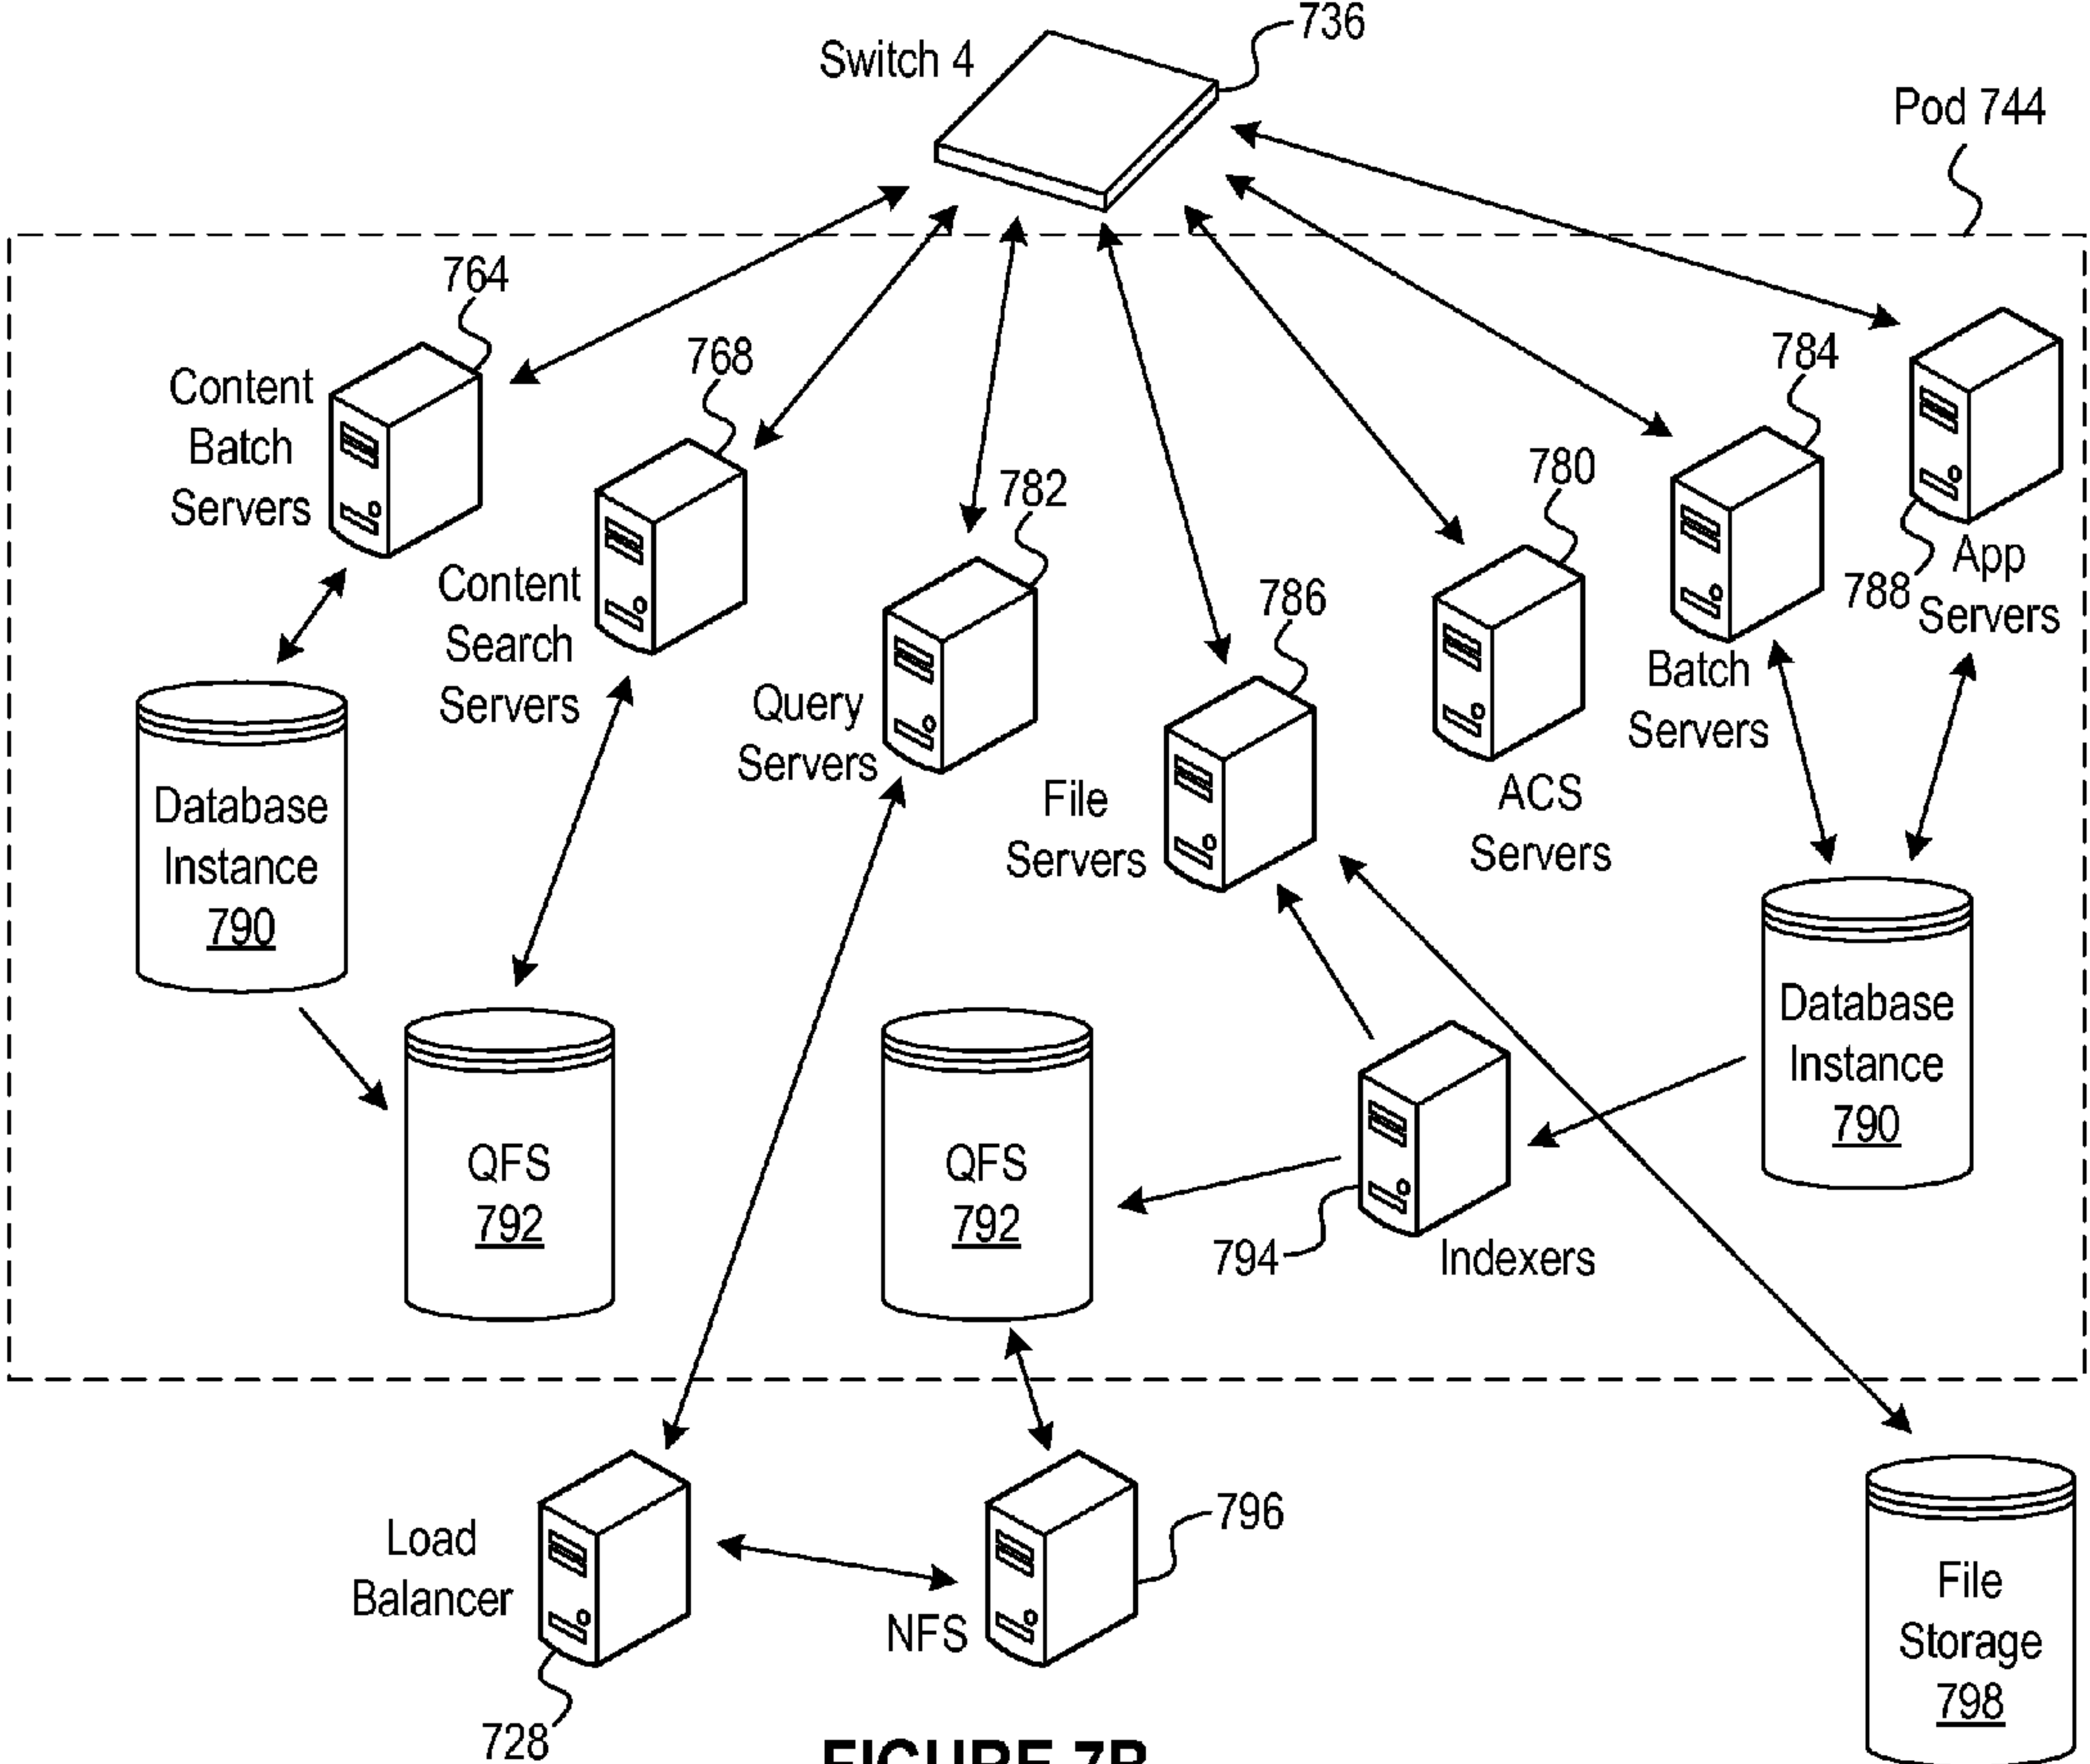 736
Switch 4
Pod 744
764
768
784
Content
Batch
Servers
782
780
App
Servers
788
Content
Search
Servers
786
Batch
Servers
Query
Servers
File
Servers
ACS
Servers
Database
Instance
790
Database
Instance
790
QFS
792
QFS
792
794
Indexers
796
Load
Balancer
NFS
File
Storage
798
728
FIGURE 7B